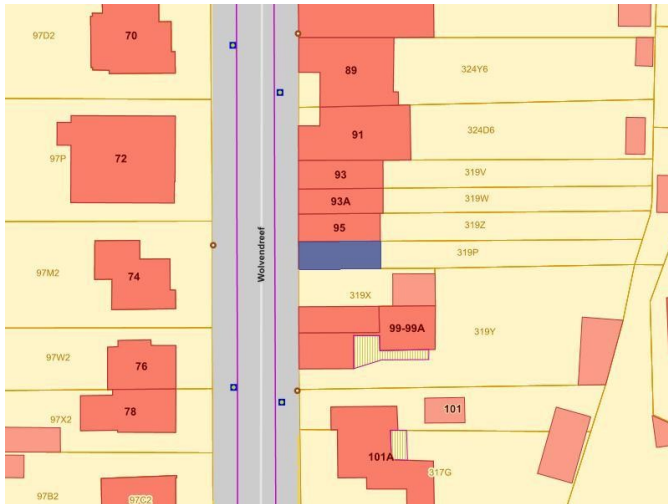 97D2
70
89
324Y6
91
324D6
97P
72
93
319V
93A
319W
95
319Z
319P
Wolvendreef
97M2
74
319X
99-99A
319Y
97W2
76
78
97X2
101
101A
317G
97B2
97C2